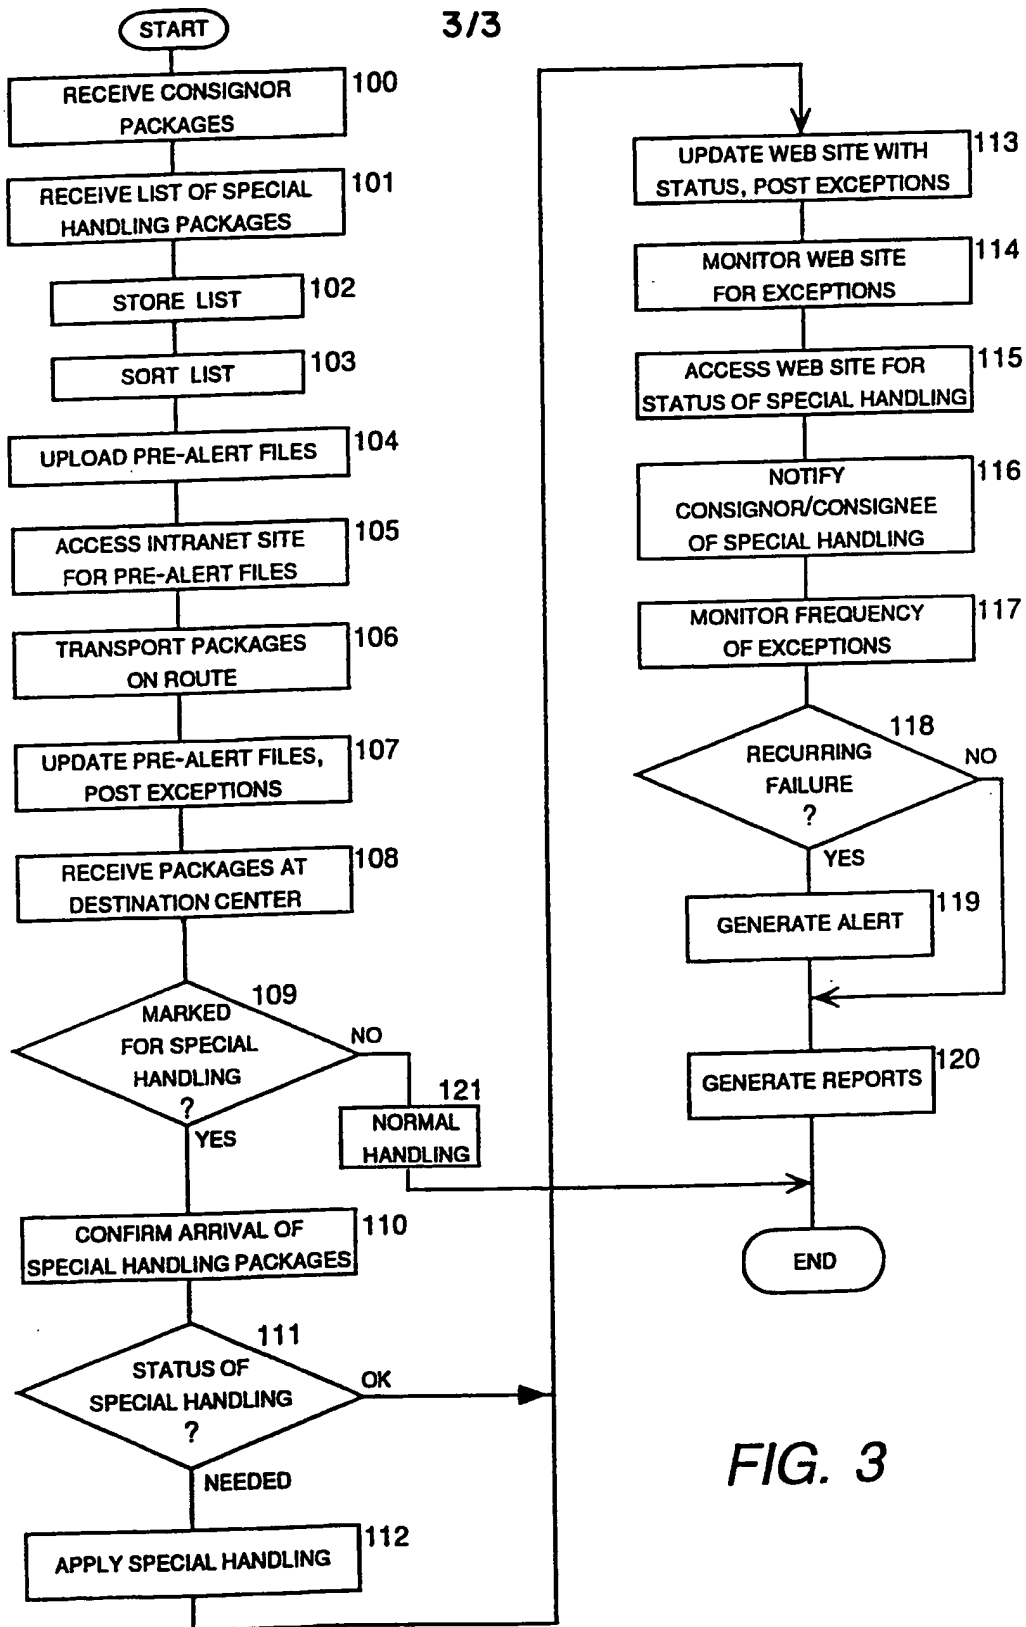 3/3
START
RECEIVE CONSIGNOR
PACKAGES
100
RECEIVE LIST OF SPECIAL
HANDLING PACKAGES
101
STORE LIST
102
SORT LIST
103
UPLOAD PRE-ALERT FILES
104
ACCESS INTRANET SITE
FOR PRE-ALERT FILES
105
TRANSPORT PACKAGES
ON ROUTE
106
UPDATE PRE-ALERT FILES,
POST EXCEPTIONS
107
RECEIVE PACKAGES AT
DESTINATION CENTER
108
MARKED
FOR SPECIAL
HANDLING
?
109
NO
YES
121
NORMAL
HANDLING
CONFIRM ARRIVAL OF
SPECIAL HANDLING PACKAGES
110
STATUS OF
SPECIAL HANDLING
?
111
OK
NEEDED
APPLY SPECIAL HANDLING
112
UPDATE WEB SITE WITH
STATUS, POST EXCEPTIONS
113
MONITOR WEB SITE
FOR EXCEPTIONS
114
ACCESS WEB SITE FOR
STATUS OF SPECIAL HANDLING
115
NOTIFY
CONSIGNOR/CONSIGNEE
OF SPECIAL HANDLING
116
MONITOR FREQUENCY
OF EXCEPTIONS
117
RECURRING
FAILURE
?
118
NO
YES
GENERATE ALERT
119
GENERATE REPORTS
120
END
FIG. 3